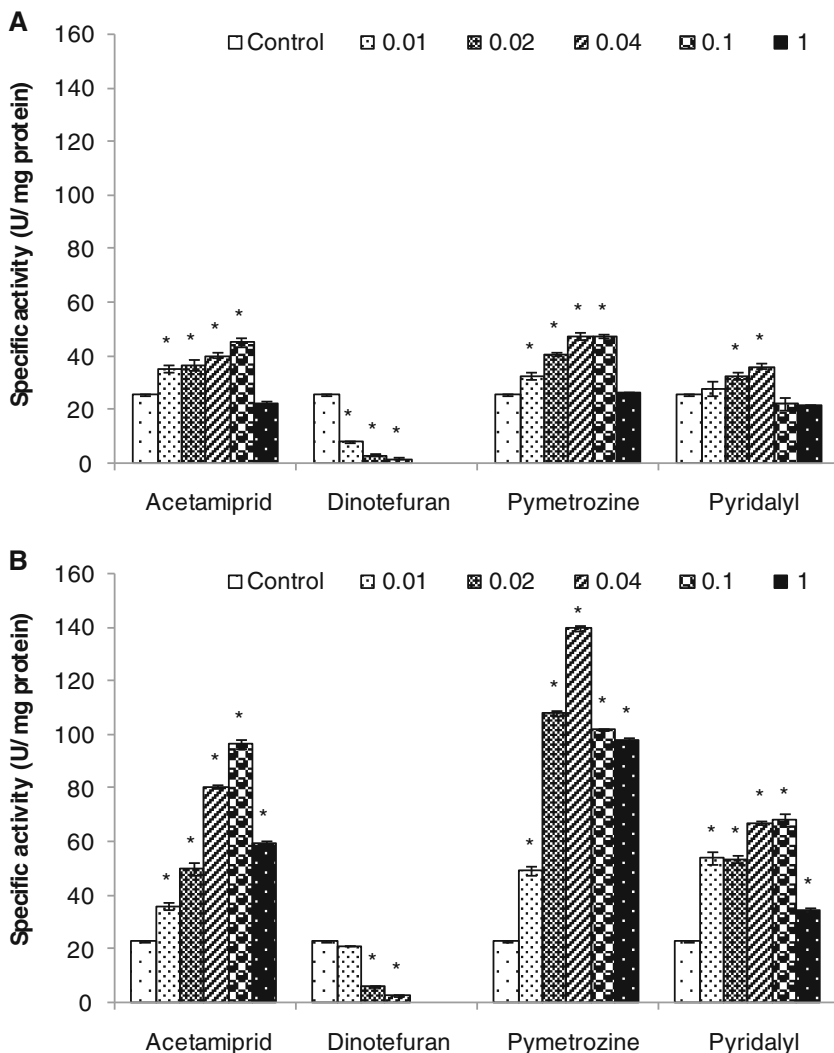 A
160
Control 0.01 0.02 0.04 0.1 1
140
120
100
80
60
40
20
0
Specific activity (U/ mg protein)
* * * *
* * *
* * * *
* *
Acetamiprid Dinotefuran Pymetrozine Pyridalyl
B
160
Control 0.01 0.02 0.04 0.1 1
140
120
100
80
60
40
20
0
Specific activity (U/ mg protein)
* * * * *
* *
* * * * *
* * * * *
Acetamiprid Dinotefuran Pymetrozine Pyridalyl